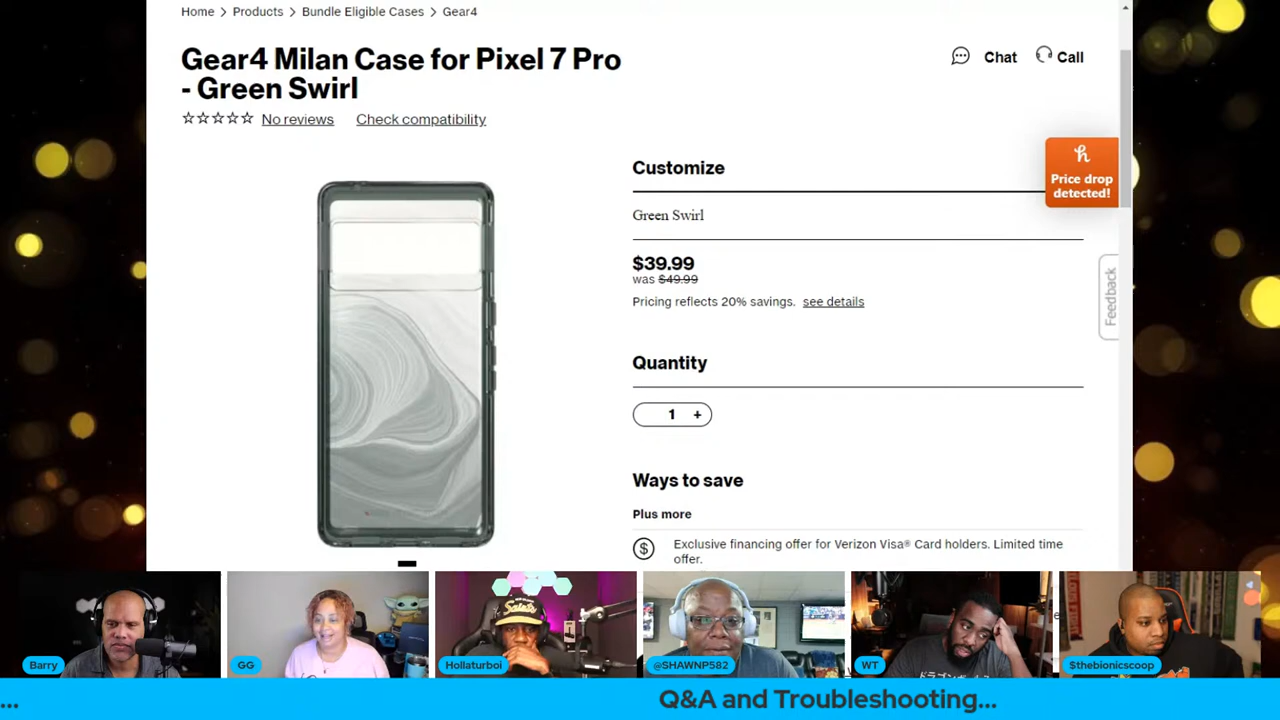 Home > Products > Bundle Eligible Cases > Gear4
Gear4 Milan Case for Pixel 7 Pro
- Green Swirl
Chat
Call
No reviews
Check compatibility
Price drop
detected!
Customize
Green Swirl
$39.99
was $49.99
Pricing reflects 20% savings. see details
Feedback
Quantity
1 +
Ways to save
Plus more
Exclusive financing offer for Verizon Visa® Card holders. Limited time
offer.
Saints
Barry
GG
Hollaturboi
@SHAWNP582
WT
$thebionicscoop
...
Q&A and Troubleshooting...